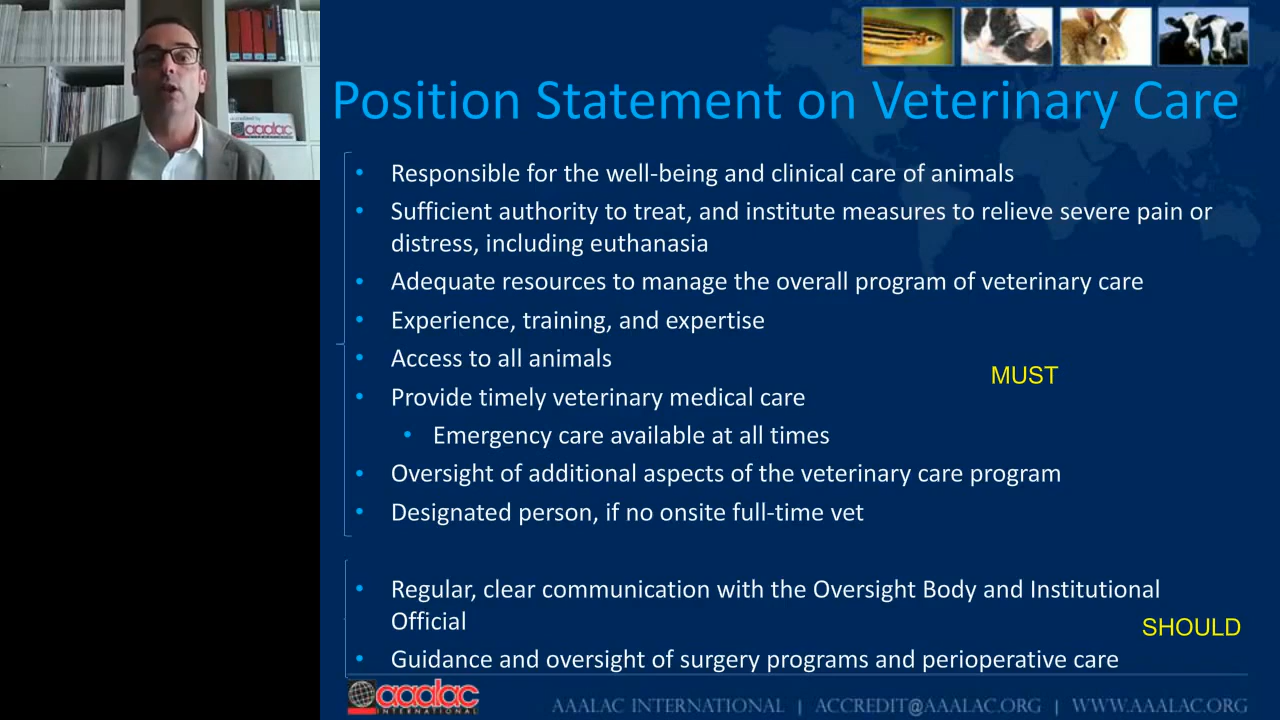 accredited by
aaalac
Position Statement on Veterinary Care
• Responsible for the well-being and clinical care of animals
• Sufficient authority to treat, and institute measures to relieve severe pain or
distress, including euthanasia
• Adequate resources to manage the overall program of veterinary care
• Experience, training, and expertise
• Access to all animals
MUST
• Provide timely veterinary medical care
• Emergency care available at all times
• Oversight of additional aspects of the veterinary care program
• Designated person, if no onsite full-time vet
• Regular, clear communication with the Oversight Body and Institutional
Official
SHOULD
• Guidance and oversight of surgery programs and perioperative care
aaalac
INTERNATIONAL
AAALAC INTERNATIONAL | ACCREDIT@AAALAC.ORG | WWW.AAALAC.ORG